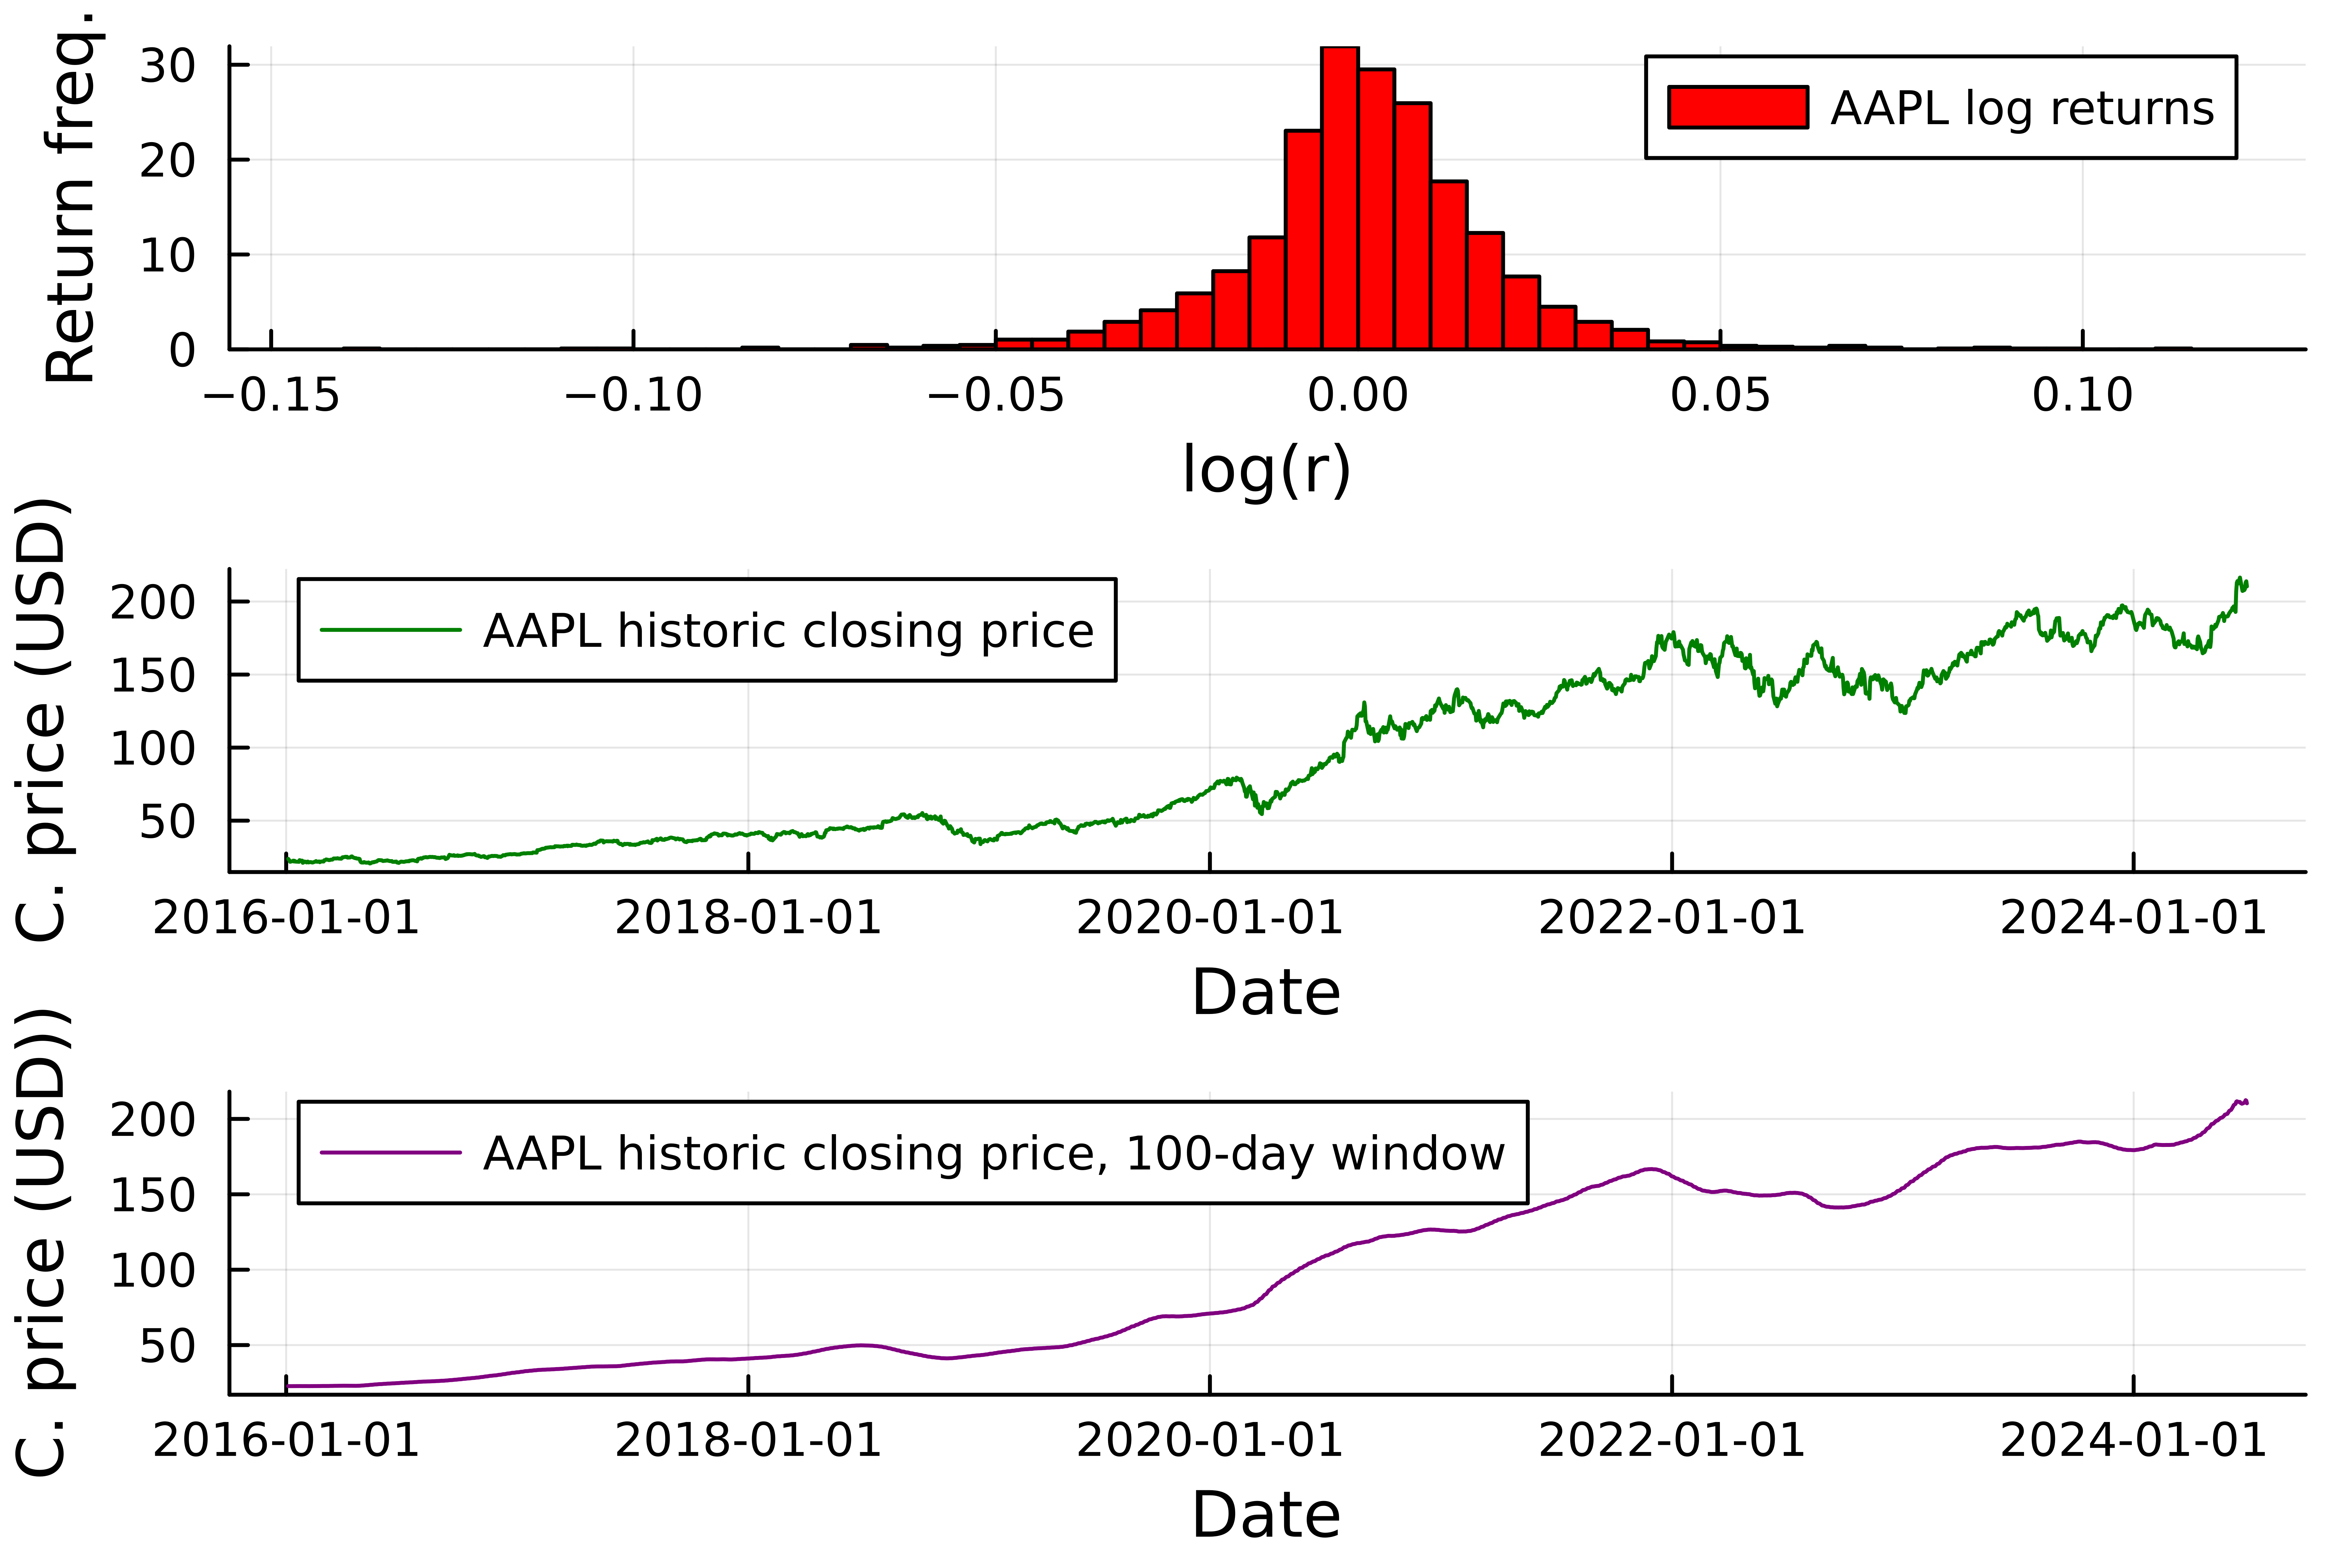 Return freq.
30
20
10
0
AAPL log returns
−0.15 −0.10 −0.05 0.00 0.05 0.10
log(r)
C. price (USD)
200
150
100
50
AAPL historic closing price
2016-01-01 2018-01-01 2020-01-01 2022-01-01 2024-01-01
Date
C. price (USD))
200
150
100
50
AAPL historic closing price, 100-day window
2016-01-01 2018-01-01 2020-01-01 2022-01-01 2024-01-01
Date